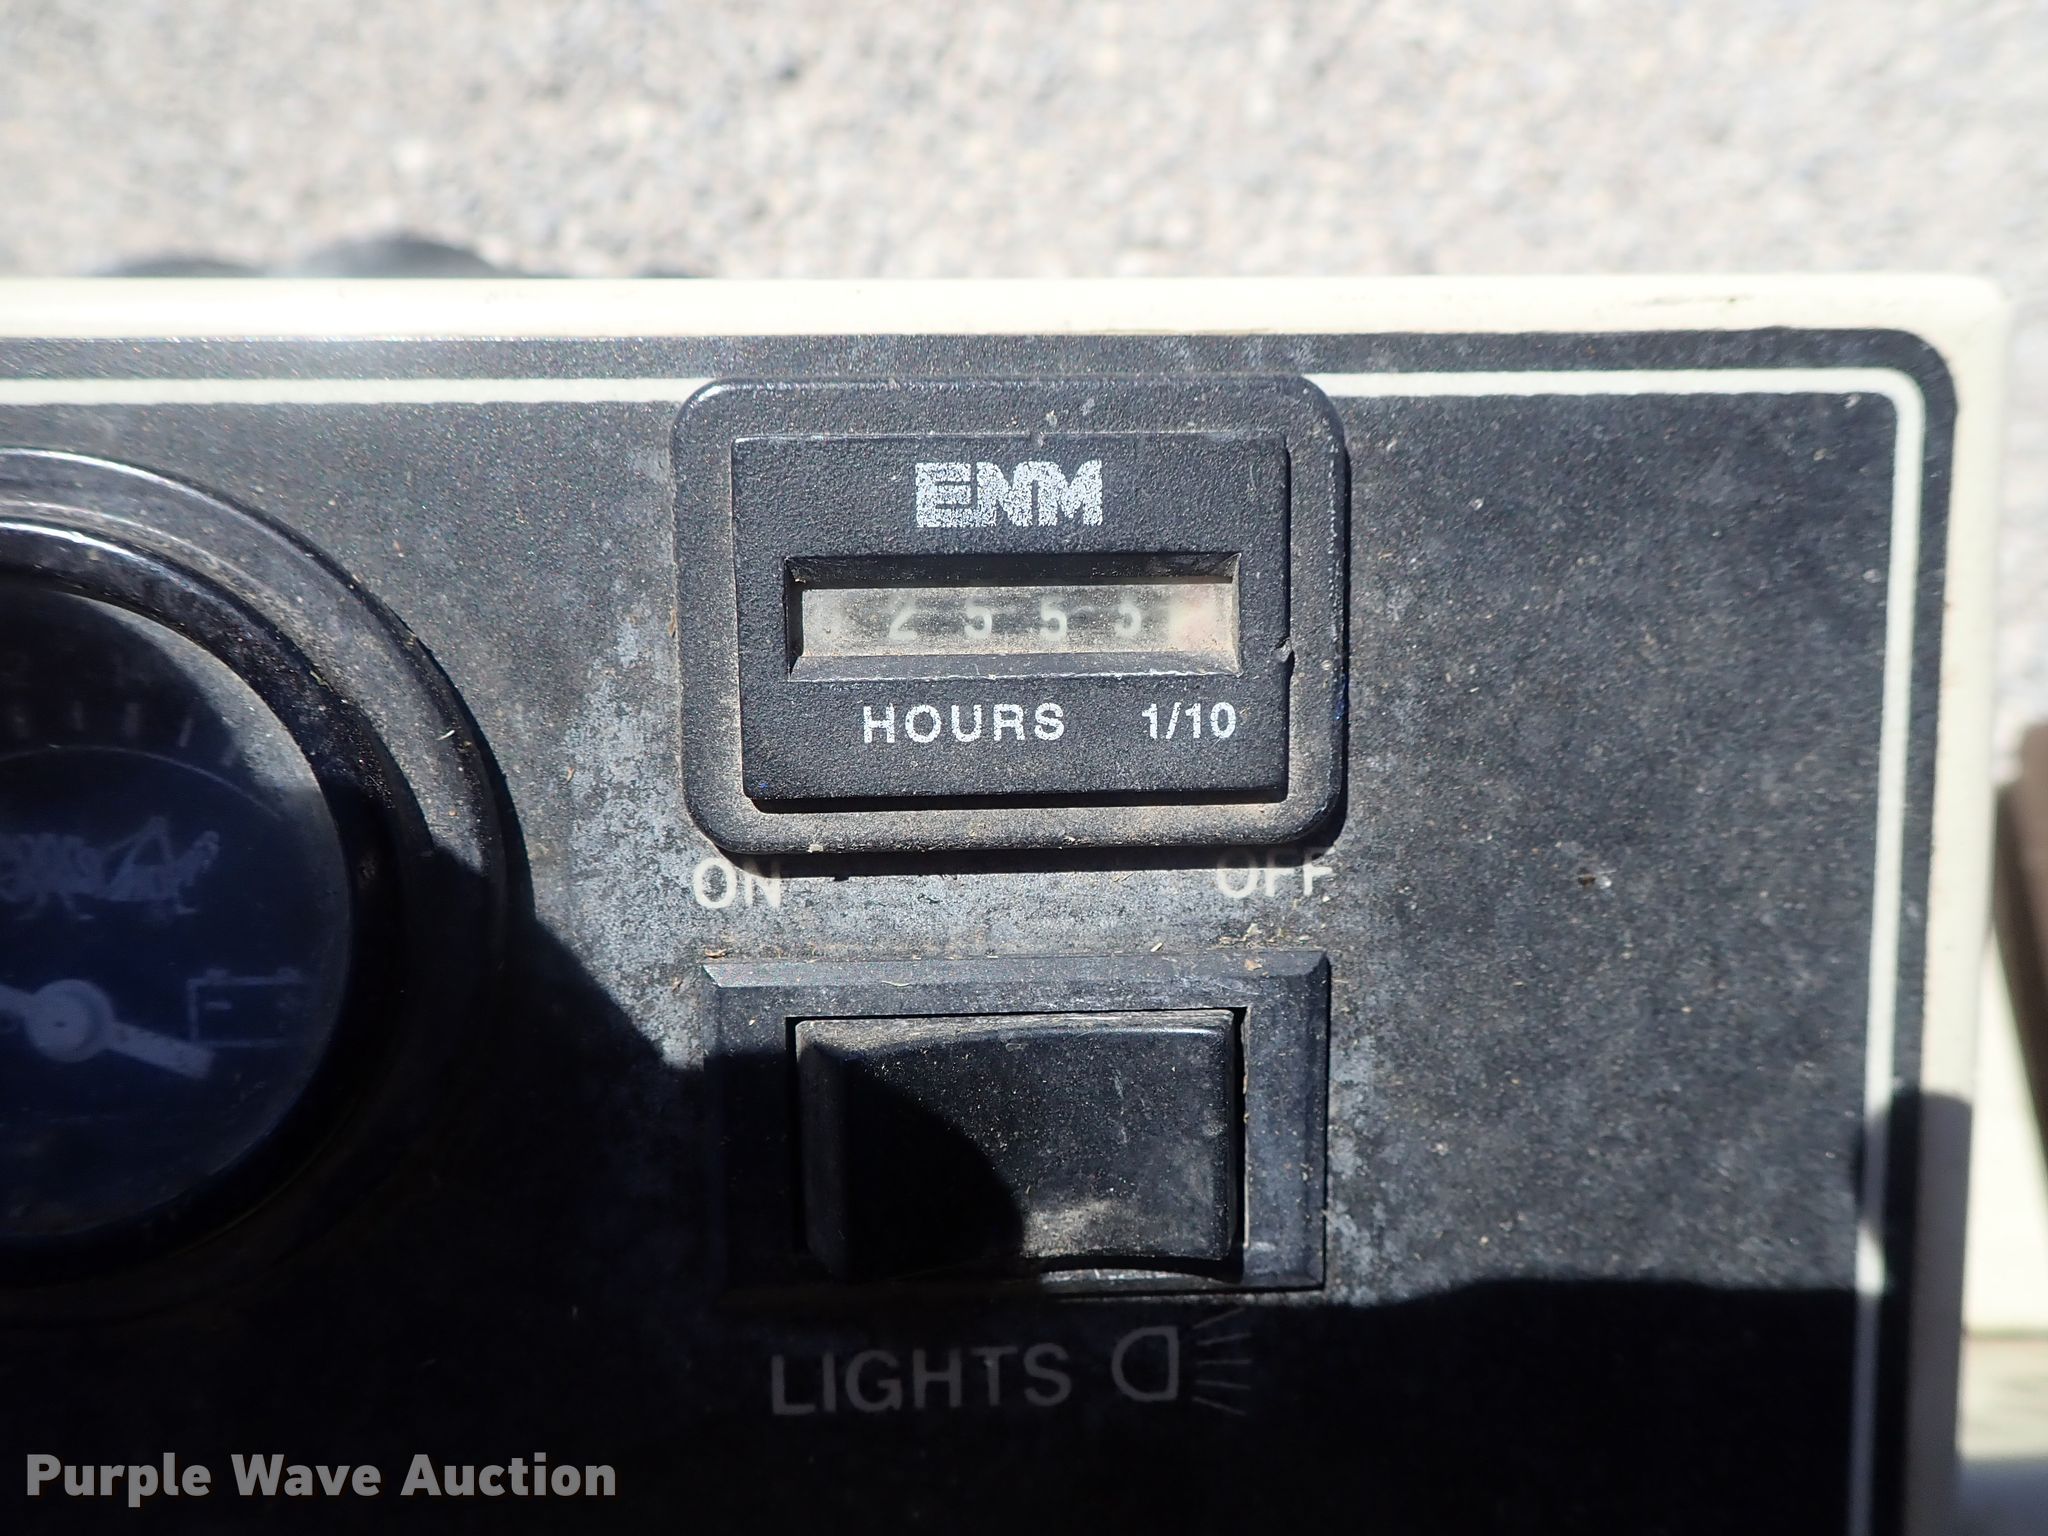 ENM
2555
HOURS 1/10
ON OFF
LIGHTS
Purple Wave Auction